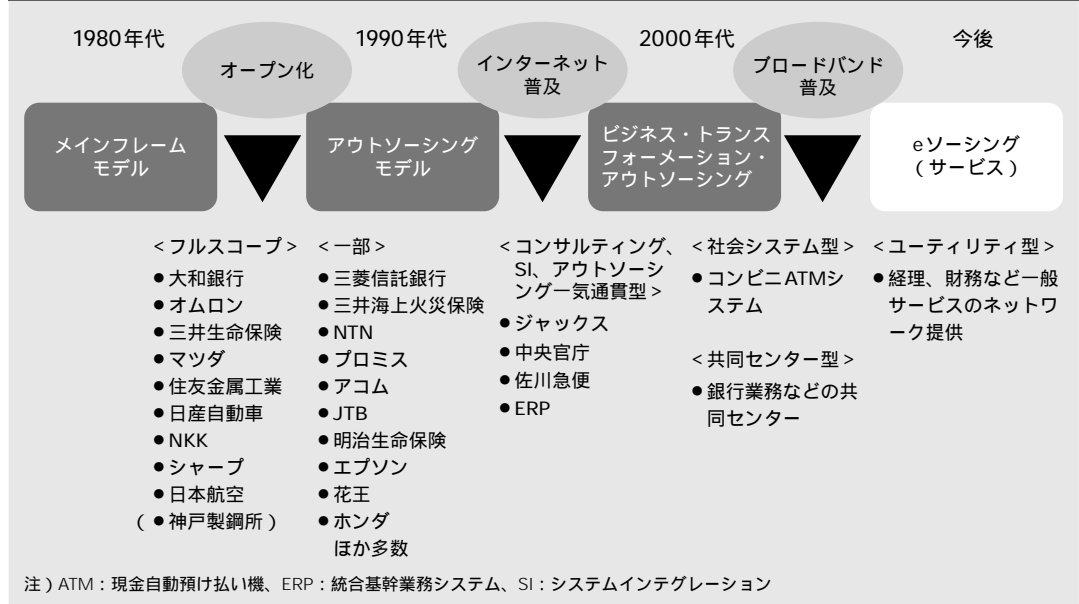 1980年代
オープン化
1990年代
インターネット
普及
2000年代
ブロードバンド
普及
今後
メインフレーム
モデル
アウトソーシング
モデル
ビジネス・トランス
フォーメーション・
アウトソーシング
eソーシング
(サービス)
<フルスコープ>
●大和銀行
●オムロン
●三井生命保険
●マツダ
●住友金属工業
●日産自動車
●NKK
●シャープ
●日本航空
(●神戸製鋼所)
<一部>
●三菱信託銀行
●三井海上火災保険
●NTN
●プロミス
●アコム
●JTB
●明治生命保険
●エプソン
●花王
●ホンダ
ほか多数
<コンサルティング、
SI、アウトソーシ
ング一気通貫型>
●ジャックス
●中央官庁
●佐川急便
●ERP
<社会システム型>
●コンビニATMシ
ステム
<共同センター型>
●銀行業務などの共
同センター
<ユーティリティ型>
●経理、財務など一般
サービスのネットワ
ーク提供
注)ATM:現金自動預け払い機、ERP:統合基幹業務システム、SI:システムインテグレーション